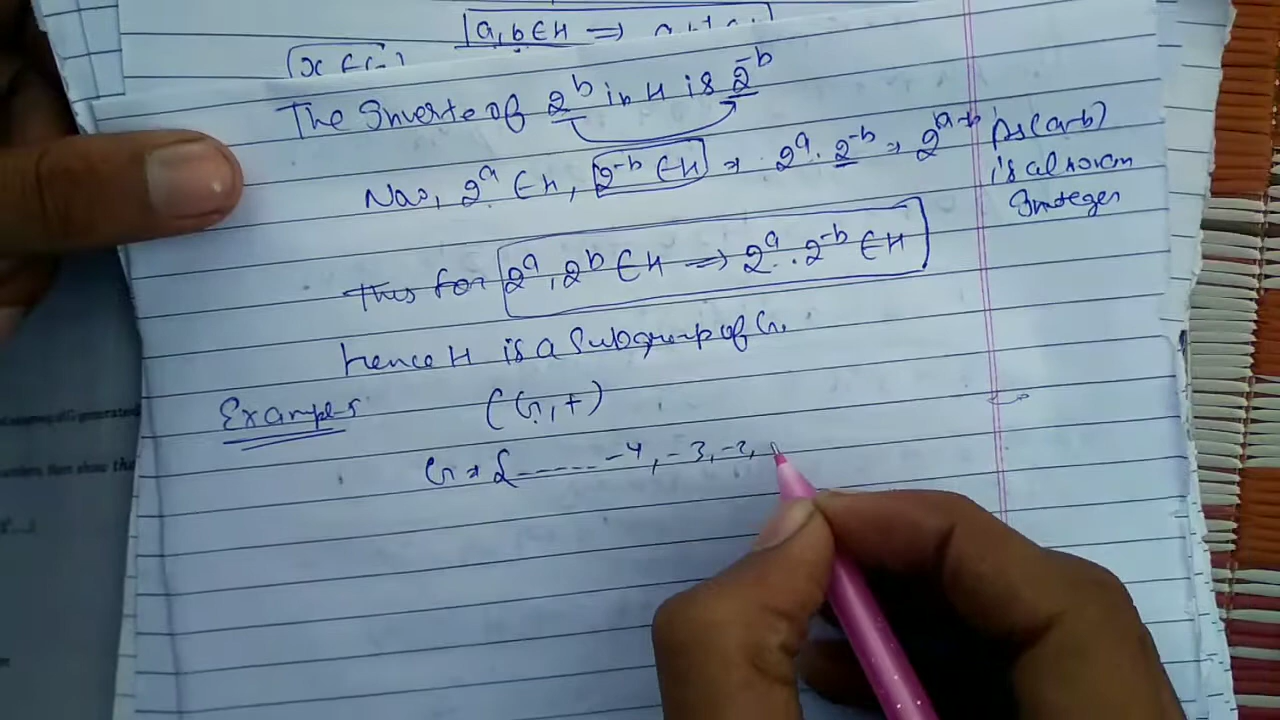 a, b ∈ H ⇒
The Inverse of 2^b in H is 2^-b
Now, 2^a ∈ H, 2^-b ∈ H ⇒ 2^a . 2^-b = 2^a-b As (a-b)
is also an
Integer
This for 2^a, 2^b ∈ H ⇒ 2^a . 2^-b ∈ H
hence H is a Subgroup of G.
Examples (G, +)
G = {------ -4, -3, -2,